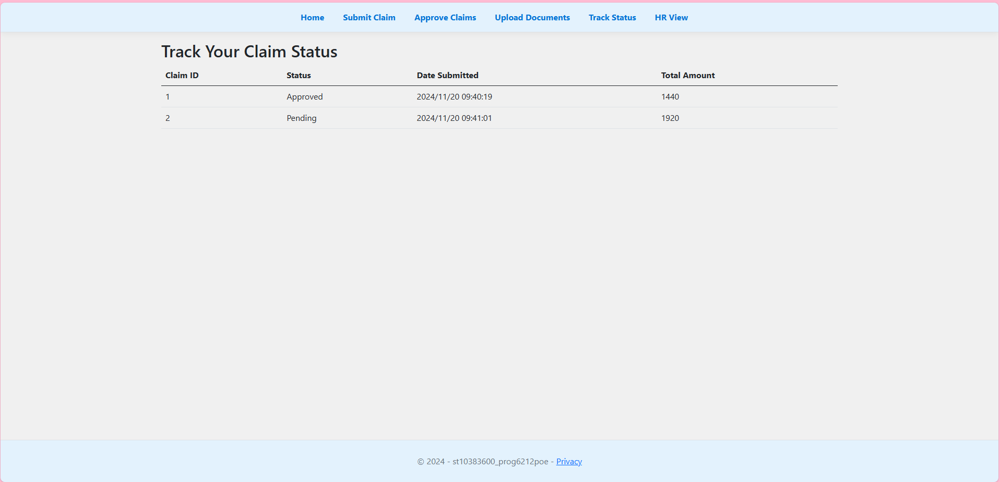 Home Submit Claim Approve Claims Upload Documents Track Status HR View
Track Your Claim Status
Claim ID Status Date Submitted Total Amount
1 Approved 2024/11/20 09:40:19 1440
2 Pending 2024/11/20 09:41:01 1920
© 2024 - st10383600_prog6212poe - Privacy